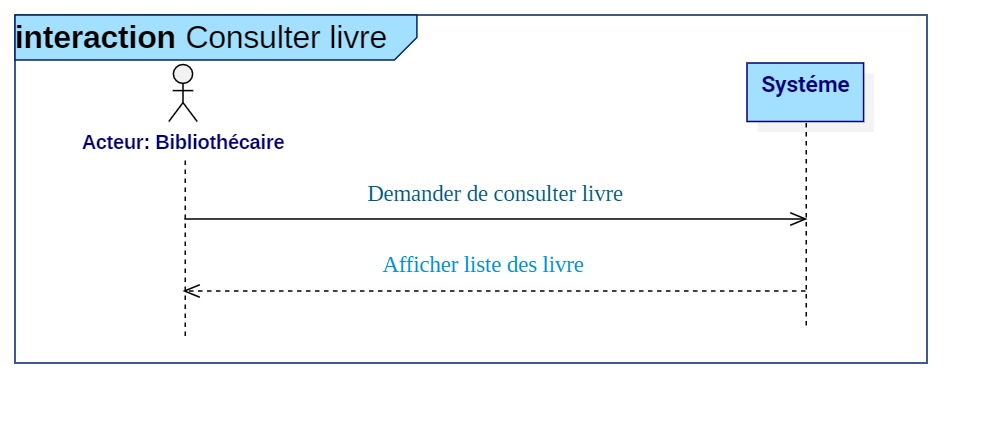 interaction Consulter livre
Acteur: Bibliothécaire
Systéme
Demander de consulter livre
Afficher liste des livre